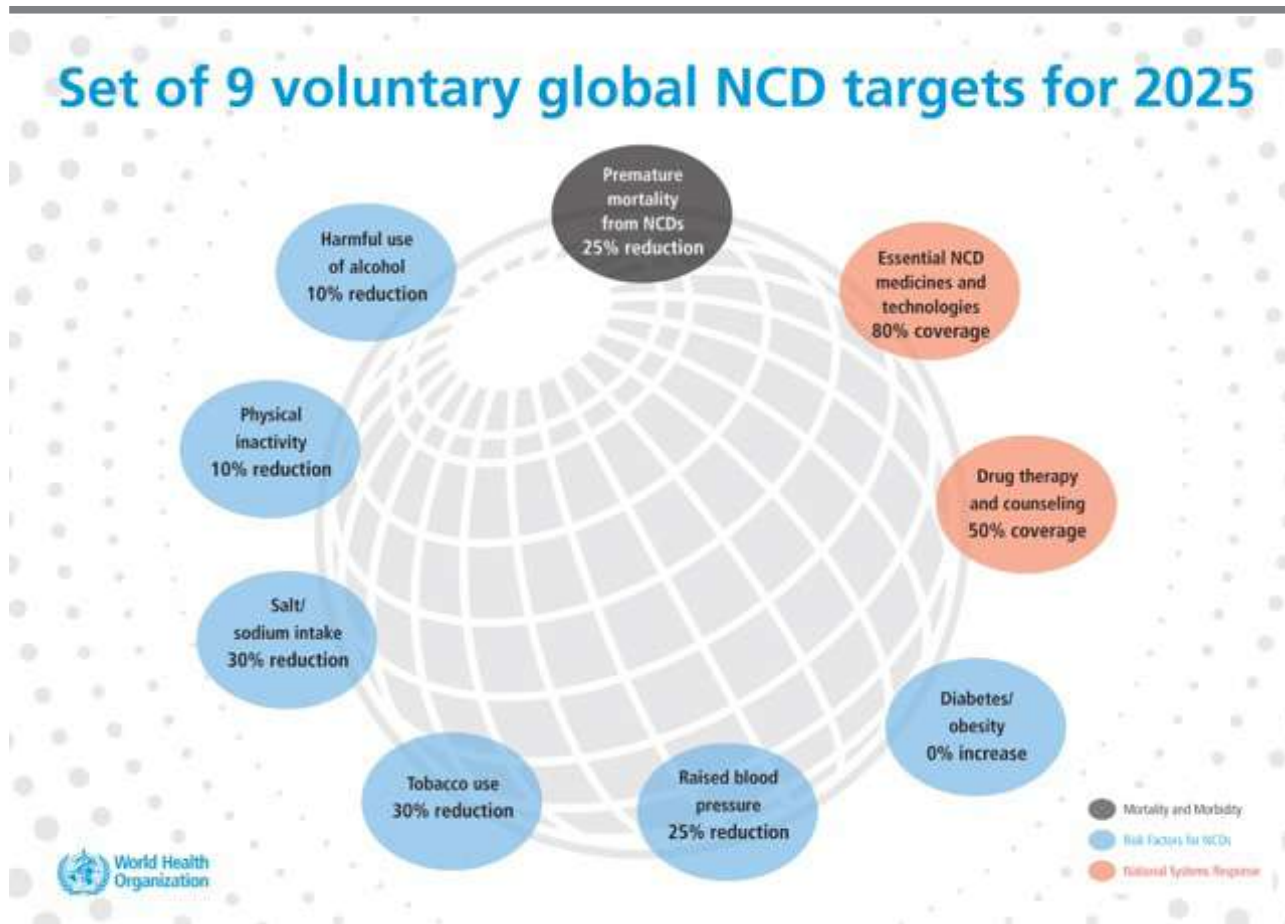 Set of 9 voluntary global NCD targets for 2025
Premature
mortality
from NCDs
25% reduction
Harmful use
of alcohol
10% reduction
Essential NCD
medicines and
technologies
80% coverage
Physical
inactivity
10% reduction
Drug therapy
and counseling
50% coverage
Salt/
sodium intake
30% reduction
Diabetes/
obesity
0% increase
Tobacco use
30% reduction
Raised blood
pressure
25% reduction
Mortality and Morbidity
Risk Factors for NCDs
National Systems Response
World Health
Organization